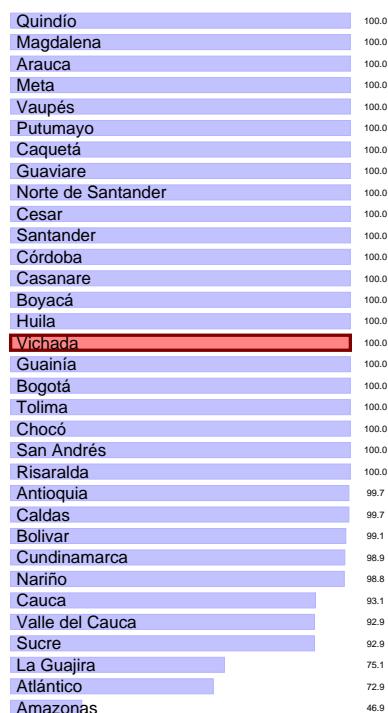 Quindío 100.0
Magdalena 100.0
Arauca 100.0
Meta 100.0
Vaupés 100.0
Putumayo 100.0
Caquetá 100.0
Guaviare 100.0
Norte de Santander 100.0
Cesar 100.0
Santander 100.0
Córdoba 100.0
Casanare 100.0
Boyacá 100.0
Huila 100.0
Vichada 100.0
Guainía 100.0
Bogotá 100.0
Tolima 100.0
Chocó 100.0
San Andrés 100.0
Risaralda 100.0
Antioquia 99.7
Caldas 99.7
Bolivar 99.1
Cundinamarca 98.9
Nariño 98.8
Cauca 93.1
Valle del Cauca 92.9
Sucre 92.9
La Guajira 75.1
Atlántico 72.9
Amazonas 46.9